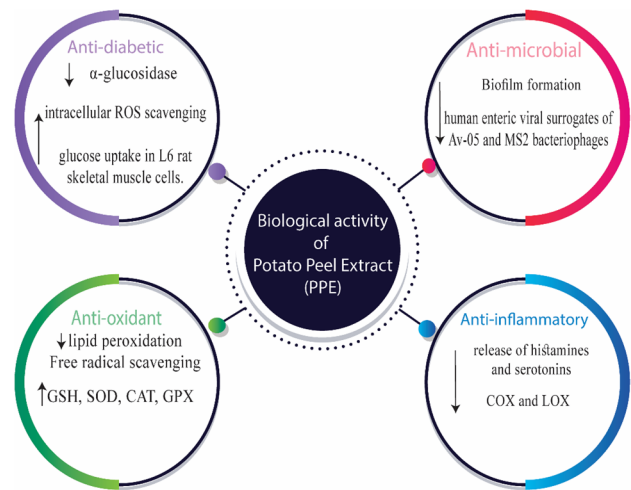 Anti-diabetic
↓ α-glucosidase
↑ intracellular ROS scavenging
glucose uptake in L6 rat
skeletal muscle cells.
Anti-microbial
↓ Biofilm formation
human enteric viral surrogates of
Av-05 and MS2 bacteriophages
Biological activity
of
Potato Peel Extract
(PPE)
Anti-oxidant
↓ lipid peroxidation
Free radical scavenging
↑ GSH, SOD, CAT, GPX
Anti-inflammatory
↓ release of histamines
and serotonins
COX and LOX